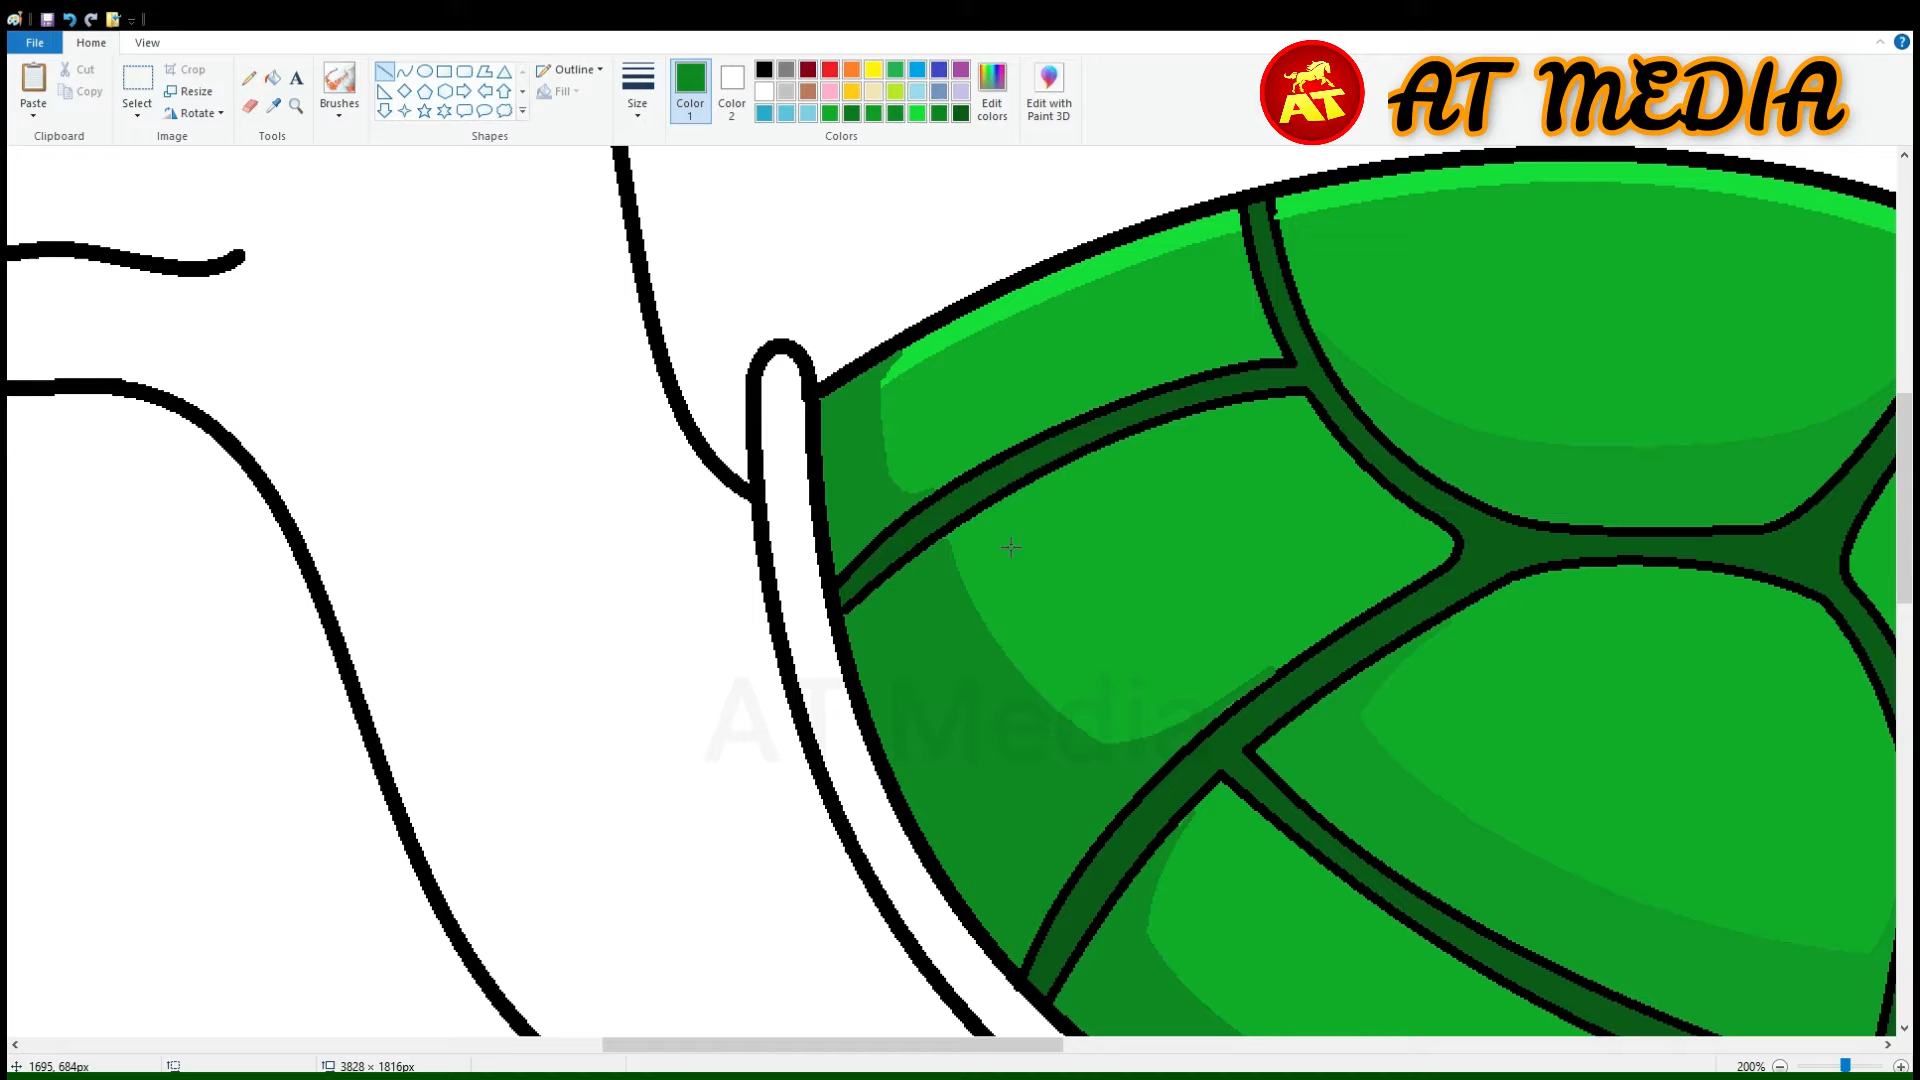 File Home View
Paste
Cut
Copy
Clipboard
Select
Crop
Resize
Rotate
Image
A
Tools
Brushes
Shapes
Outline
Fill
Size
Color 1
Color 2
Colors
Edit colors
Edit with Paint 3D
AT
AT MEDIA
AT Media
1695, 684px
3828 × 1816px
200%